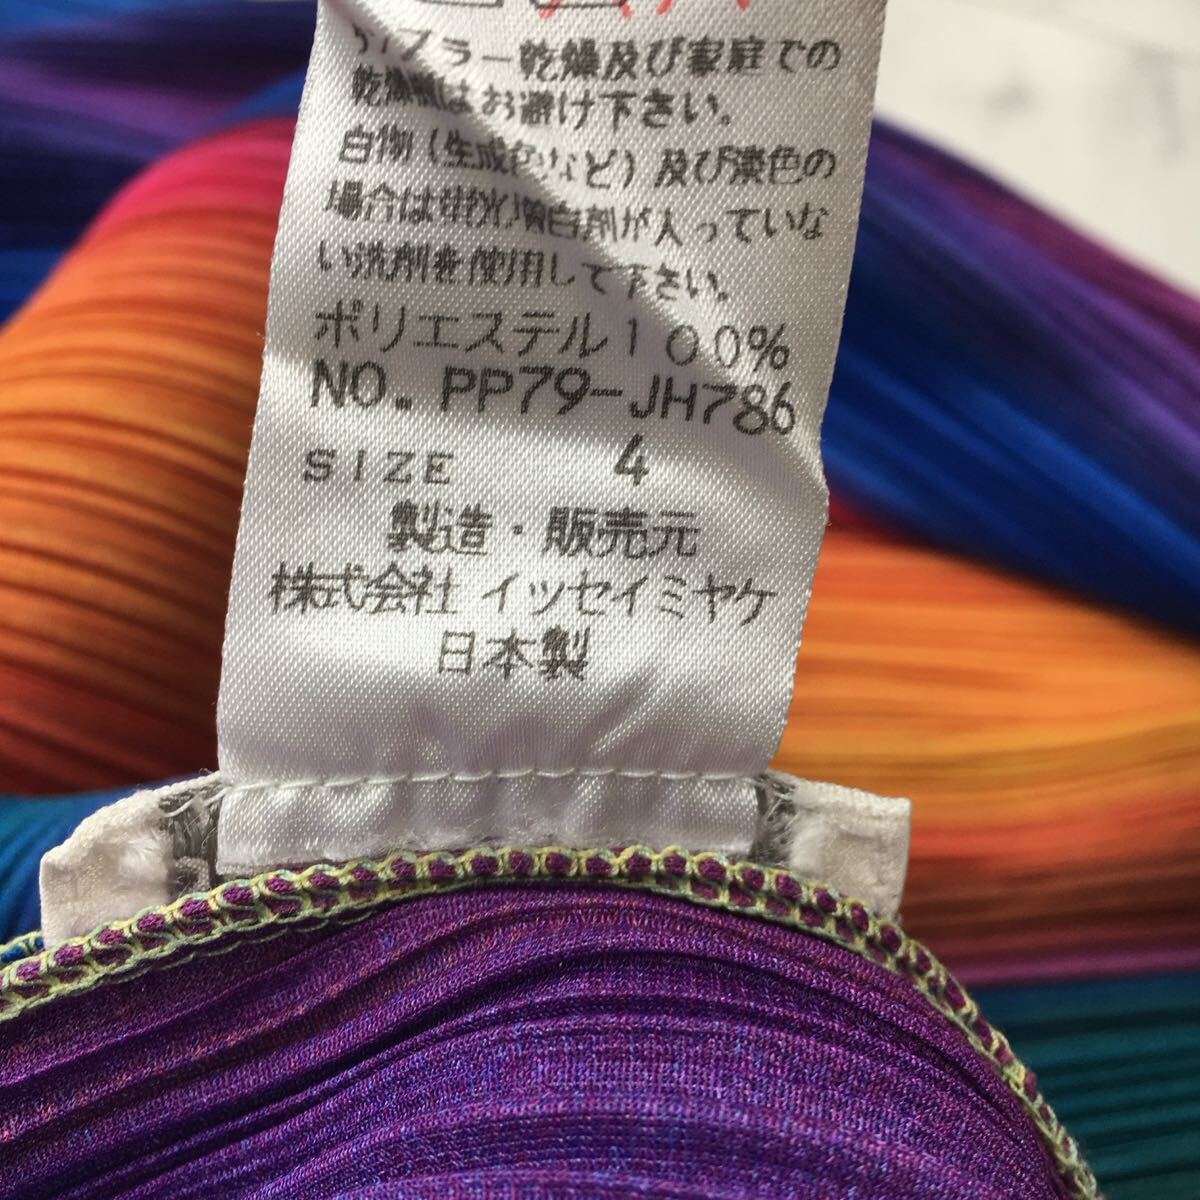 タンブラー乾燥及び家庭での
乾燥機はお避け下さい。
白物(生成色など)及び淡色の
場合は蛍光増白剤が入っていな
い洗剤を使用して下さい。
ポリエステル100%
NO. PP79-JH786
SIZE 4
製造・販売元
株式会社 イッセイミヤケ
日本製